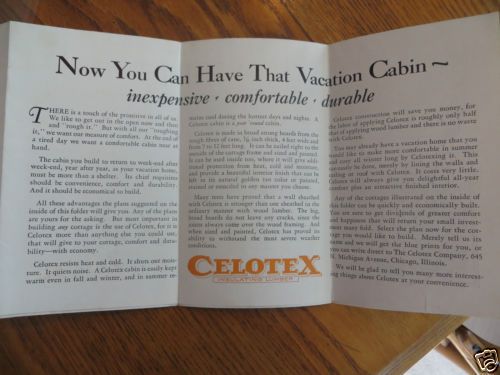 Now You Can Have That Vacation Cabin ~
inexpensive · comfortable · durable
THERE is a touch of the primitive in all of us.
We like to get out in the open now and then
and "rough it." But with all our "roughing
it," we want our measure of comfort. At the end of
a tired day we want a comfortable cabin near at
hand.
The cabin you build to return to week-end after
week-end, year after year, as your vacation home,
must be more than a shelter. Its chief requisites
should be convenience, comfort and durability.
And it should be economical to build.
All these advantages the plans suggested on the
inside of this folder will give you. Any of the plans
are yours for the asking. But most important in
building any cottage is the use of Celotex, for it is
Celotex more than anything else you could use,
that will give to your cottage, comfort and dura-
bility—with economy.
Celotex resists heat and cold. It shuts out mois-
ture. It quiets noise. A Celotex cabin is easily kept
warm even in fall and winter, and in summer re-
mains cool during the hottest days and nights. A
Celotex cabin is a year 'round cabin.
Celotex is made in broad strong boards from the
tough fibres of cane, ⅞ inch thick, 4 feet wide and
from 7 to 12 feet long. It can be nailed right to the
outside of the cottage frame and sized and painted.
It can be used inside too, where it will give add-
tional protection from heat, cold and moisture
and provide a beautiful interior finish that can be
left in its natural golden tan color or painted,
stained or stenciled in any manner you choose.
Many tests have proved that a wall sheathed
with Celotex is stronger than one sheathed in the
ordinary manner with wood lumber. The big,
broad boards do not leave any cracks, since the
joints always come over the wood framing. And
when sized and painted, Celotex has proved its
ability to withstand the most severe weather
conditions.
CELOTEX
INSULATING LUMBER
Celotex construction will save you money, for
cost of applying Celotex is roughly only half
that of applying wood lumber and there is no waste
with Celotex.
You may already have a vacation home that you
would like to make more comfortable in summer
and cosy all winter long by Celotexing it. This
can easily be done, merely by lining the walls and
ceiling or roof with Celotex. It costs very little.
Celotex will always give you delightful all-year
comfort plus an attractive finished interior.
Any of the cottages illustrated on the inside of
this folder can be quickly and economically built.
You are sure to get dividends of greater comfort
and happiness that will return your small invest-
ment many fold. Select the plan now for the cot-
tage you would like to build. Merely tell us its
name and we will get the blue prints for you, or
you can write down to The Celotex Company, 645
N. Michigan Avenue, Chicago, Illinois.
We will be glad to tell you many more interest-
ing things about Celotex at your convenience.